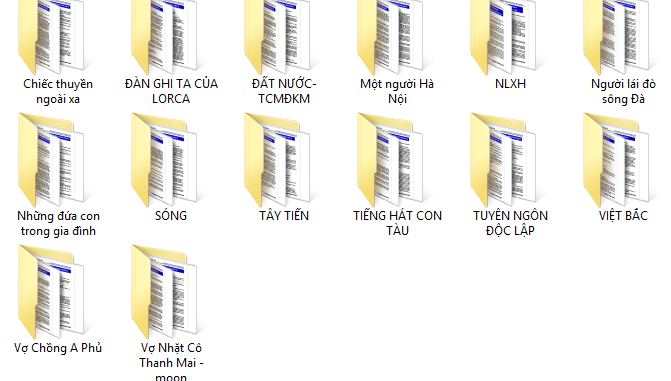 Chiếc thuyền
ngoài xa
ĐÀN GHI TA CỦA
LORCA
ĐẤT NƯỚC-
TCMĐKM
Một người Hà
Nội
NLXH
Người lái đò
sông Đà
Những đứa con
trong gia đình
SÓNG
TÂY TIẾN
TIẾNG HÁT CON
TÀU
TUYÊN NGÔN
ĐỘC LẬP
VIỆT BẮC
Vợ Chồng A Phủ
Vợ Nhặt Cô
Thanh Mai -
moon